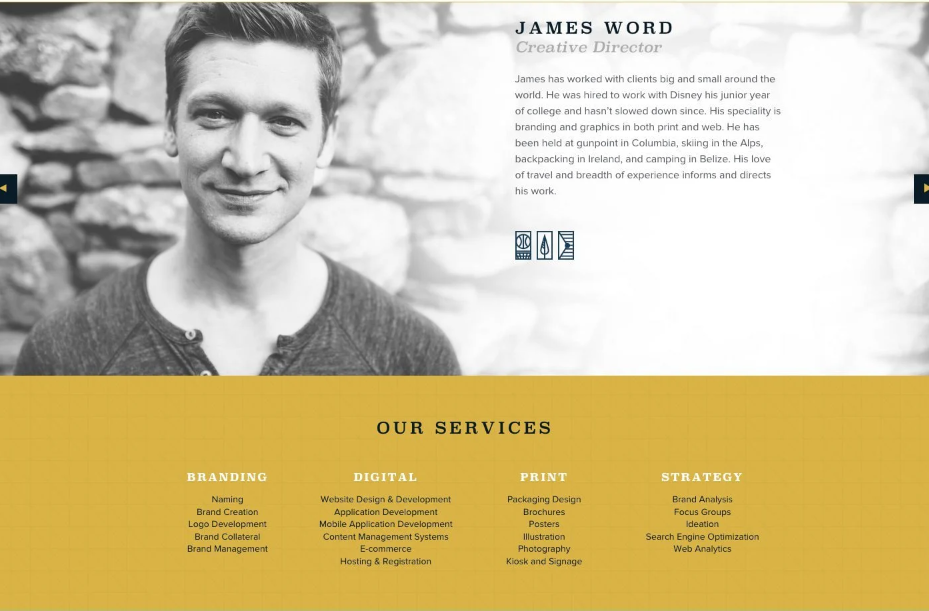 JAMES WORD
Creative Director
James has worked with clients big and small around the
world. He was hired to work with Disney his junior year
of college and hasn't slowed down since. His speciality is
branding and graphics in both print and web. He has
been held at gunpoint in Columbia, skiing in the Alps,
backpacking in Ireland, and camping in Belize. His love
of travel and breadth of experience informs and directs
his work.
OUR SERVICES
BRANDING
Naming
Brand Creation
Logo Development
Brand Collateral
Brand Management
DIGITAL
Website Design & Development
Application Development
Mobile Application Development
Content Management Systems
E-commerce
Hosting & Registration
PRINT
Packaging Design
Brochures
Posters
Illustration
Photography
Kiosk and Signage
STRATEGY
Brand Analysis
Focus Groups
Ideation
Search Engine Optimization
Web Analytics